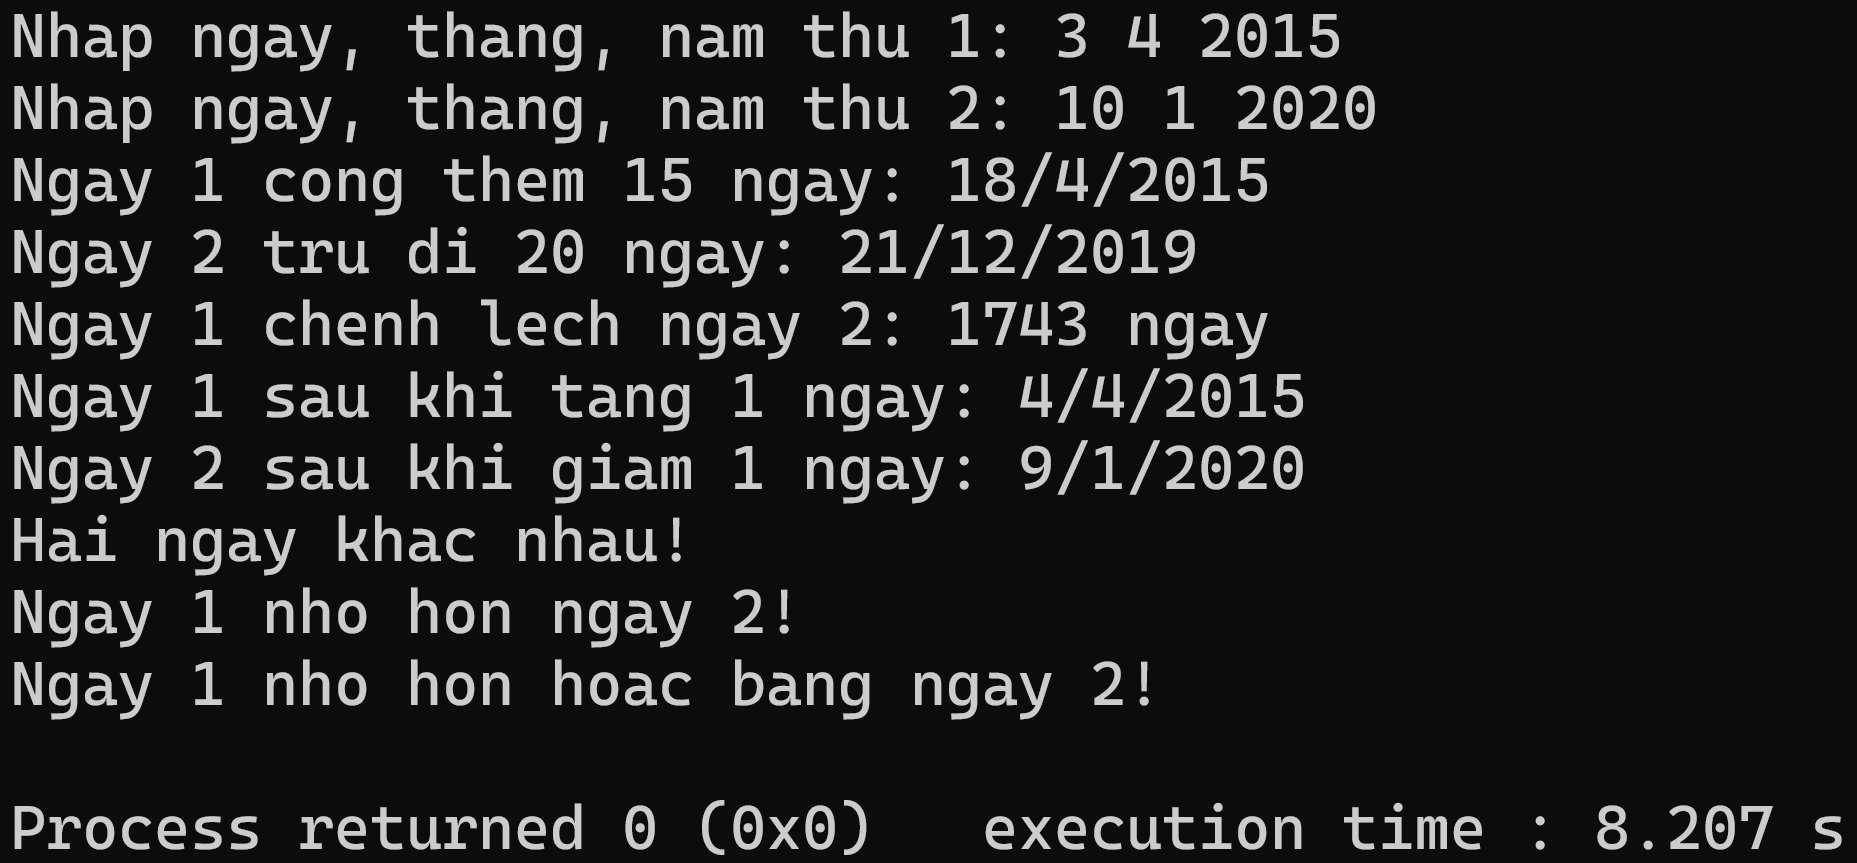 Nhap ngay, thang, nam thu 1: 3 4 2015
Nhap ngay, thang, nam thu 2: 10 1 2020
Ngay 1 cong them 15 ngay: 18/4/2015
Ngay 2 tru di 20 ngay: 21/12/2019
Ngay 1 chenh lech ngay 2: 1743 ngay
Ngay 1 sau khi tang 1 ngay: 4/4/2015
Ngay 2 sau khi giam 1 ngay: 9/1/2020
Hai ngay khac nhau!
Ngay 1 nho hon ngay 2!
Ngay 1 nho hon hoac bang ngay 2!
Process returned 0 (0x0)   execution time : 8.207 s